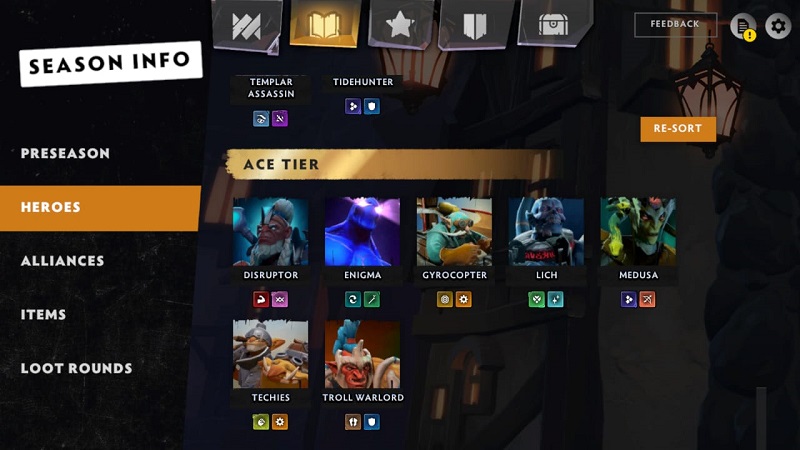 FEEDBACK
SEASON INFO
PRESEASON
HEROES
ALLIANCES
ITEMS
LOOT ROUNDS
TEMPLAR
ASSASSIN
TIDEHUNTER
RE-SORT
ACE TIER
DISRUPTOR
ENIGMA
GYROCOPTER
LICH
MEDUSA
TECHIES
TROLL WARLORD